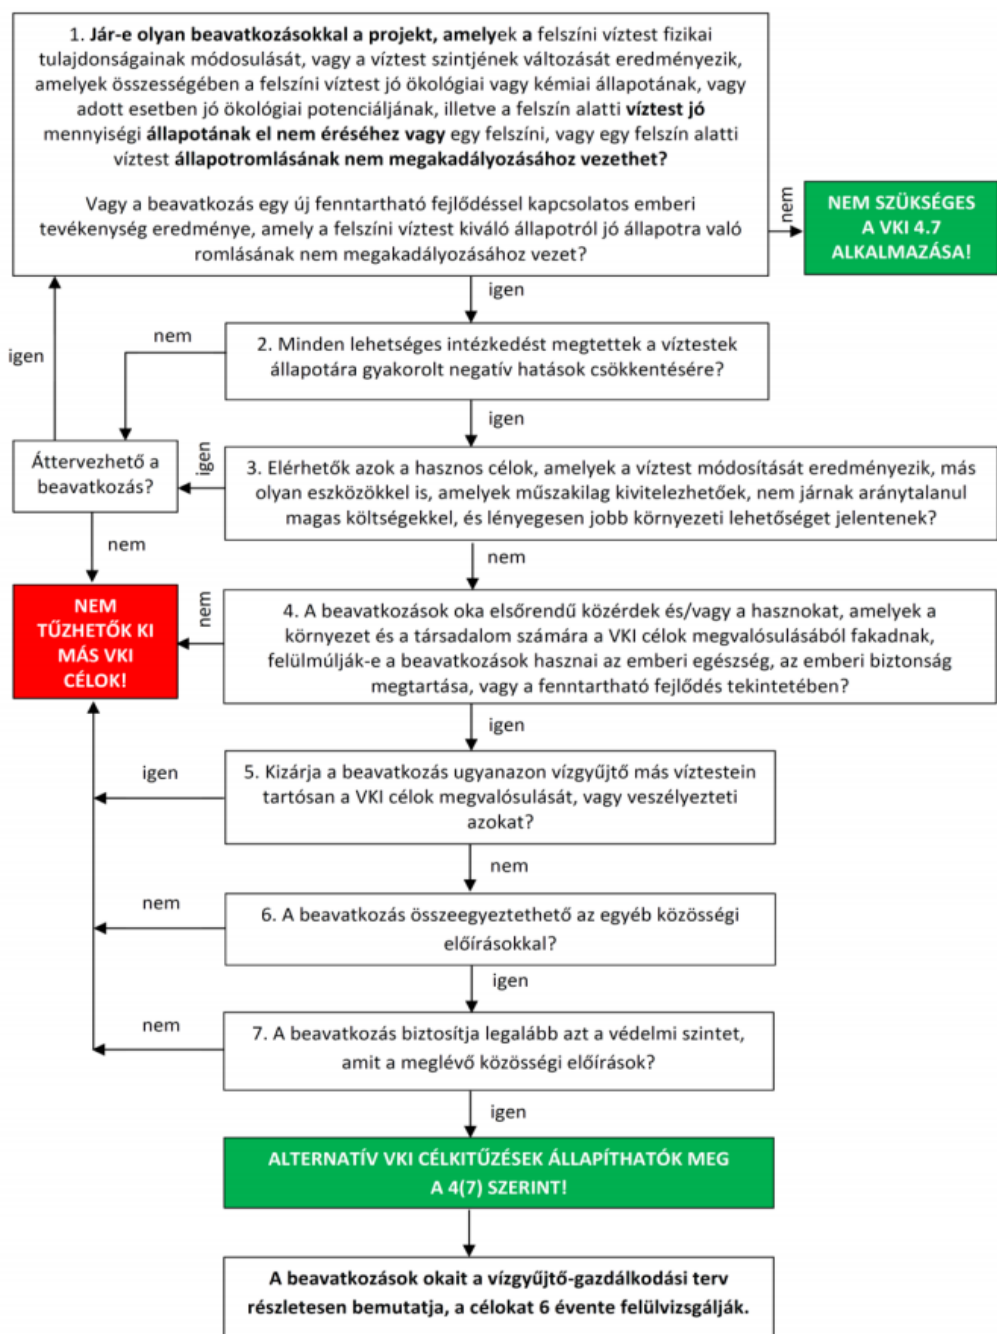 1. Jár-e olyan beavatkozásokkal a projekt, amelyek a felszíni víztest fizikai
tulajdonságainak módosulását, vagy a víztest szintjének változását eredményezik,
amelyek összességében a felszíni víztest jó ökológiai vagy kémiai állapotának, vagy
adott esetben jó ökológiai potenciáljának, illetve a felszín alatti víztest jó
mennyiségi állapotának el nem éréséhez vagy egy felszíni, vagy egy felszín alatti
víztest állapotromlásának nem megakadályozásához vezethet?
Vagy a beavatkozás egy új fenntartható fejlődéssel kapcsolatos emberi
tevékenység eredménye, amely a felszíni víztest kiváló állapotról jó állapotra való
romlásának nem megakadályozásához vezet?
nem
NEM SZÜKSÉGES
A VKI 4.7
ALKALMAZÁSA!
igen
igen
nem
2. Minden lehetséges intézkedést megtettek a víztestek
állapotára gyakorolt negatív hatások csökkentésére?
igen
Áttervezhető a
beavatkozás?
igen
3. Elérhetők azok a hasznos célok, amelyek a víztest módosítását eredményezik, más
olyan eszközökkel is, amelyek műszakilag kivitelezhetőek, nem járnak aránytalanul
magas költségekkel, és lényegesen jobb környezeti lehetőséget jelentenek?
nem
nem
NEM
TŰZHETŐK KI
MÁS VKI
CÉLOK!
nem
4. A beavatkozások oka elsőrendű közérdek és/vagy a hasznokat, amelyek a
környezet és a társadalom számára a VKI célok megvalósulásából fakadnak,
felülmúlják-e a beavatkozások hasznai az emberi egészség, az emberi biztonság
megtartása, vagy a fenntartható fejlődés tekintetében?
igen
igen
5. Kizárja a beavatkozás ugyanazon vízgyűjtő más víztestein
tartósan a VKI célok megvalósulását, vagy veszélyezteti
azokat?
nem
nem
6. A beavatkozás összeegyeztethető az egyéb közösségi
előírásokkal?
igen
nem
7. A beavatkozás biztosítja legalább azt a védelmi szintet,
amit a meglévő közösségi előírások?
igen
ALTERNATÍV VKI CÉLKITŰZÉSEK ÁLLAPÍTHATÓK MEG
A 4(7) SZERINT!
A beavatkozások okait a vízgyűjtő-gazdálkodási terv
részletesen bemutatja, a célokat 6 évente felülvizsgálják.